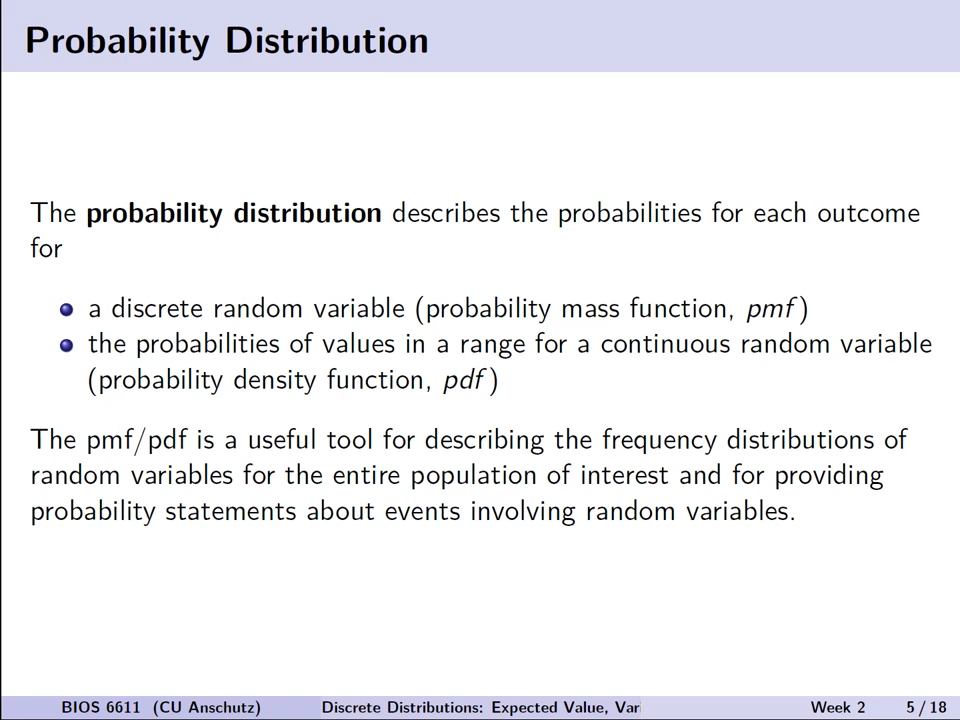 Probability Distribution
The probability distribution describes the probabilities for each outcome
for
a discrete random variable (probability mass function, pmf)
the probabilities of values in a range for a continuous random variable
(probability density function, pdf)
The pmf/pdf is a useful tool for describing the frequency distributions of
random variables for the entire population of interest and for providing
probability statements about events involving random variables.
BIOS 6611 (CU Anschutz) Discrete Distributions: Expected Value, Vari Week 2 5 / 18